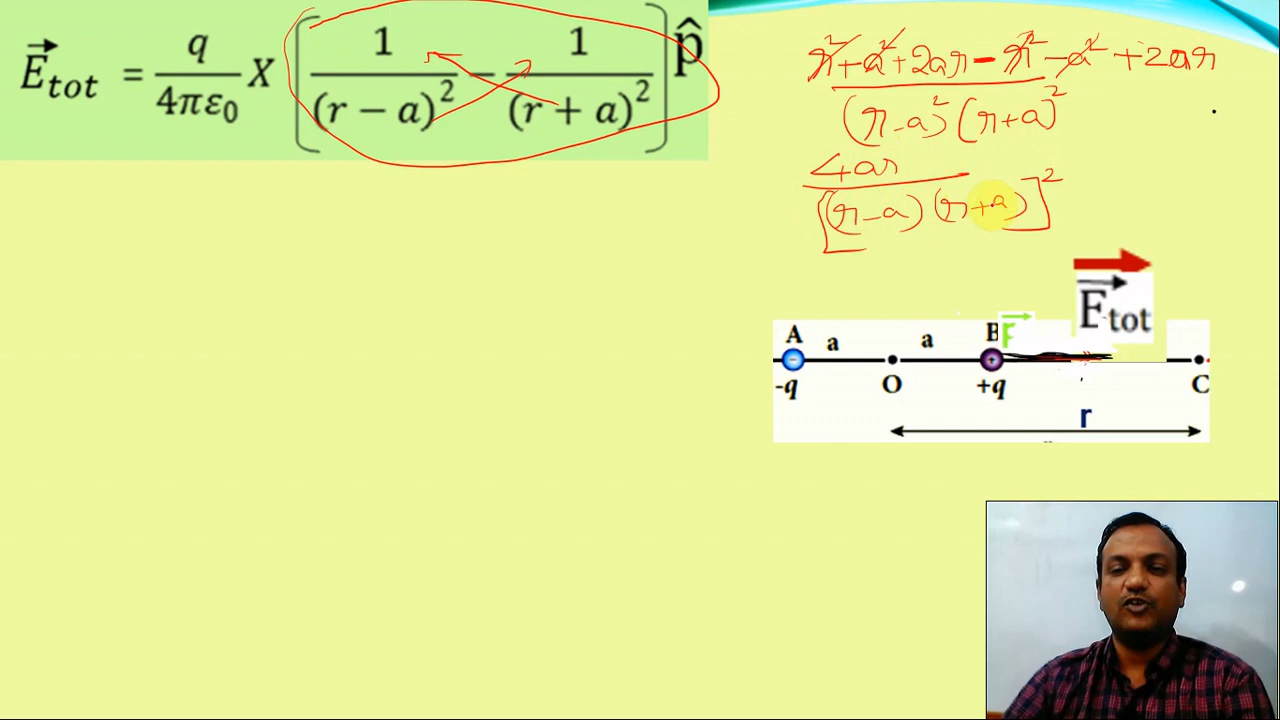 E⃗tot = q/4πε₀ X [1/(r − a)² − 1/(r + a)²] p̂
r² + a² + 2ar - r² - a² + 2ar
(r-a)² (r+a)²
4ar
[(r-a) (r+a)]²
E⃗tot
A a a B
-q O +q C
r